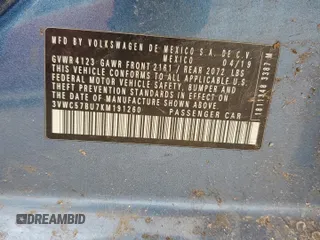 MFD BY VOLKSWAGEN DE MEXICO S.A. DE C.V.
MEXICO 04/19
GVWR4123 GAWR FRONT 2181 / REAR 2072 LBS
THIS VEHICLE CONFORMS TO ALL APPLICABLE
FEDERAL MOTOR VEHICLE SAFETY, BUMPER AND
THEFT PREVENTION STANDARDS IN EFFECT ON
THE DATE OF MANUFACTURE SHOWN ABOVE.
3VWC57BU7KM191260
PASSENGER CAR
DREAMBID